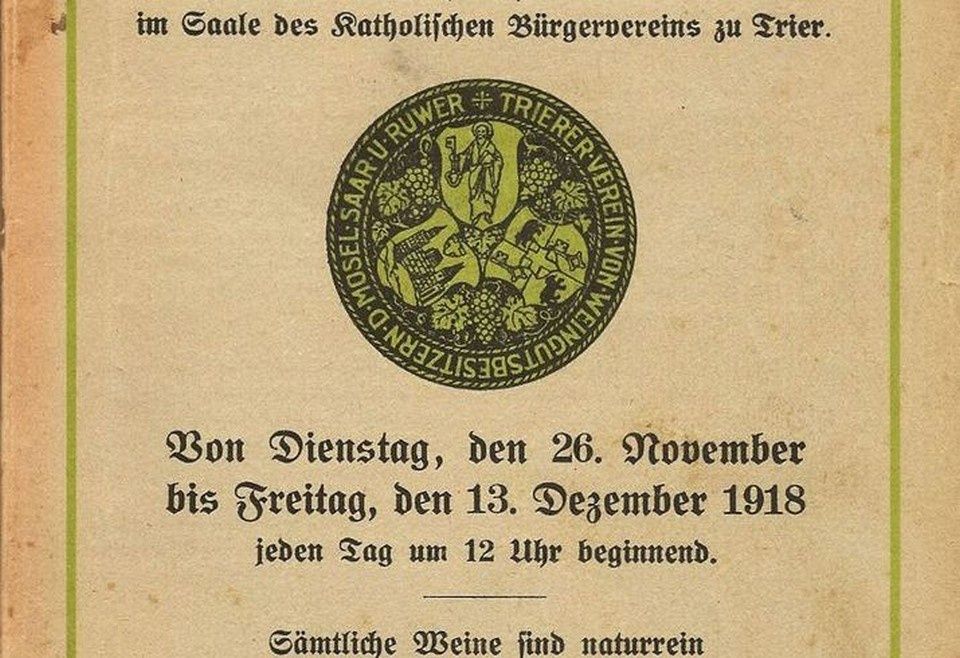 im Saale des Katholischen Bürgervereins zu Trier.
TRIERER·VEREIN·VON·WEINGUTSBESITZERN·D·MOSEL·SAAR·U·RUWER
Von Dienstag, den 26. November
bis Freitag, den 13. Dezember 1918
jeden Tag um 12 Uhr beginnend.
Sämtliche Weine sind naturrein